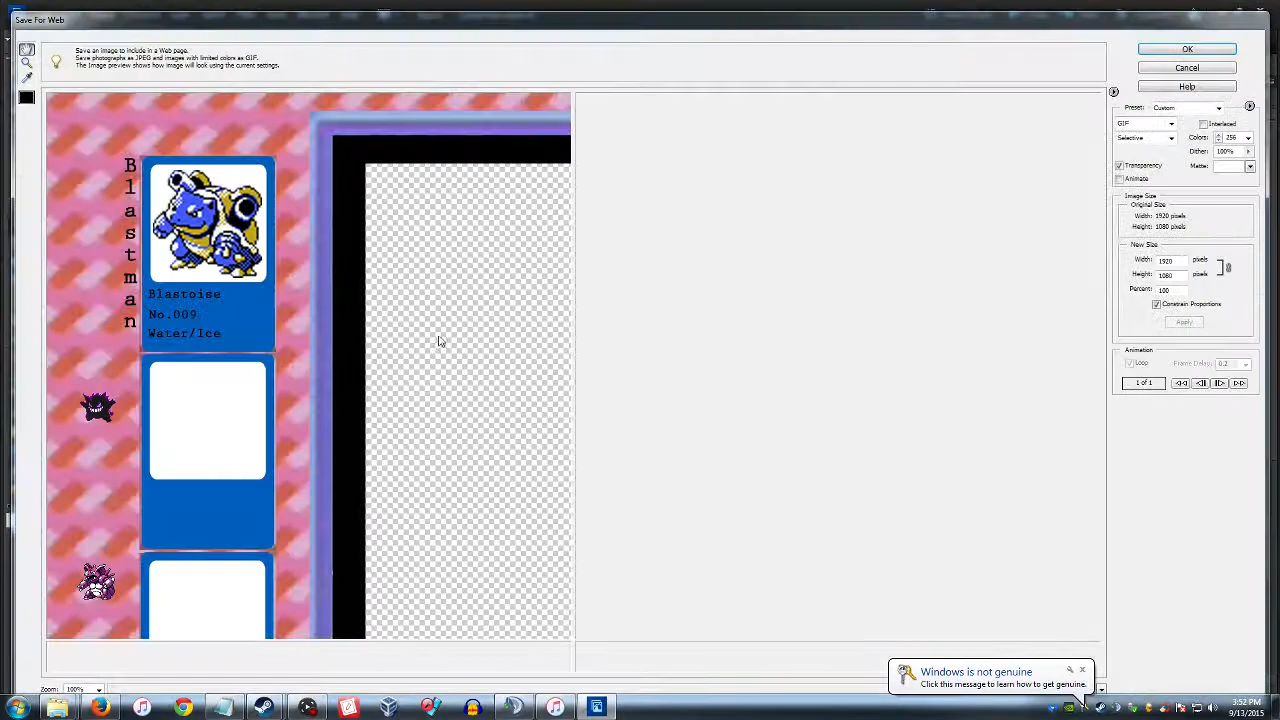 Save For Web
Save an image to include in a Web page.
Save photographs as JPEG and images with limited colors as GIF.
The Image preview shows how image will look using the current settings.
OK
Cancel
Help
Preset: Custom
GIF
Interlaced
Selective
Colors: 256
Dither: 100%
Transparency
Matte:
Animate
Image Size
Original Size
Width: 1920 pixels
Height: 1080 pixels
New Size
Width: 1920 pixels
Height: 1080 pixels
Percent: 100
Constrain Proportions
Apply
Animation
Loop
Frame Delay: 0.2
1 of 1
Blastman
Blastoise
No.009
Water/Ice
Zoom: 100%
Windows is not genuine
Click this message to learn how to get genuine.
3:52 PM
9/13/2015